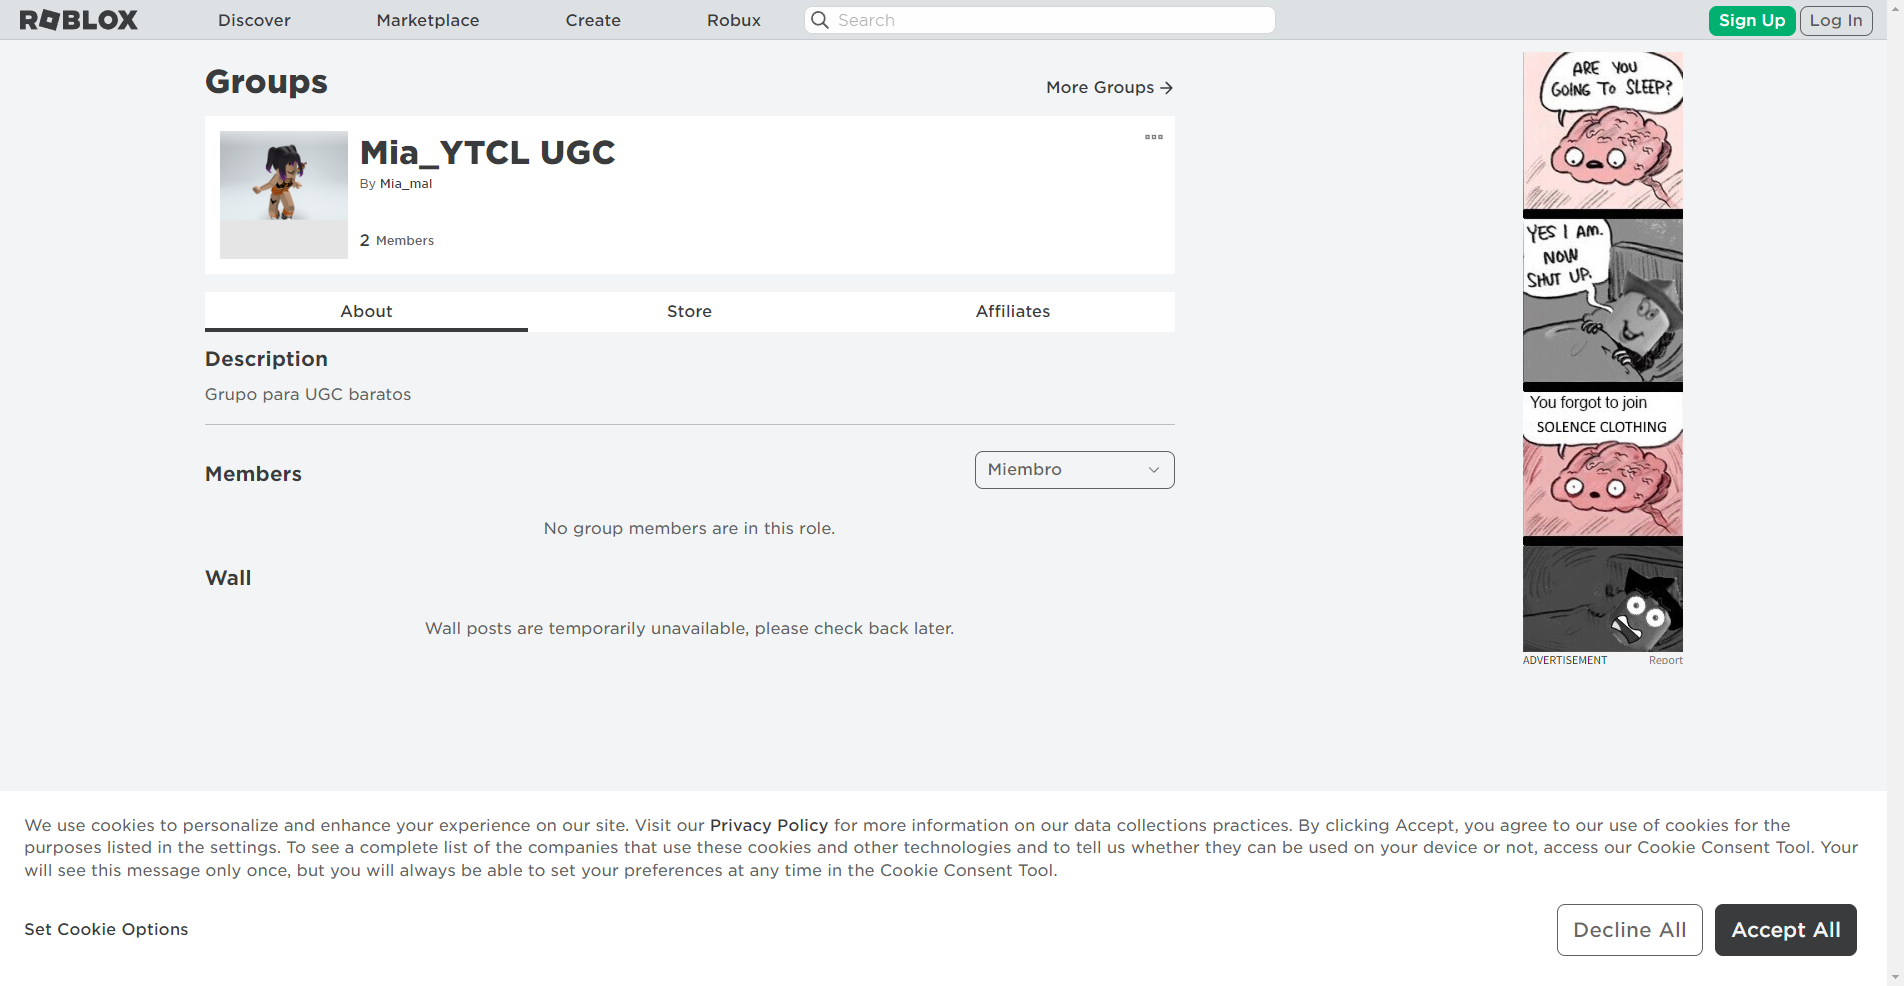 ROBLOX
Discover
Marketplace
Create
Robux
Search
Sign Up
Log In
Groups
More Groups
Mia_YTCL UGC
By Mia_mal
2 Members
About
Store
Affiliates
Description
Grupo para UGC baratos
Members
Miembro
No group members are in this role.
Wall
Wall posts are temporarily unavailable, please check back later.
ARE YOU
GOING TO SLEEP?
YES I AM.
NOW
SHUT UP.
You forgot to join
SOLENCE CLOTHING
ADVERTISEMENT
Report
We use cookies to personalize and enhance your experience on our site. Visit our Privacy Policy for more information on our data collections practices. By clicking Accept, you agree to our use of cookies for the
purposes listed in the settings. To see a complete list of the companies that use these cookies and other technologies and to tell us whether they can be used on your device or not, access our Cookie Consent Tool. Your
will see this message only once, but you will always be able to set your preferences at any time in the Cookie Consent Tool.
Set Cookie Options
Decline All
Accept All